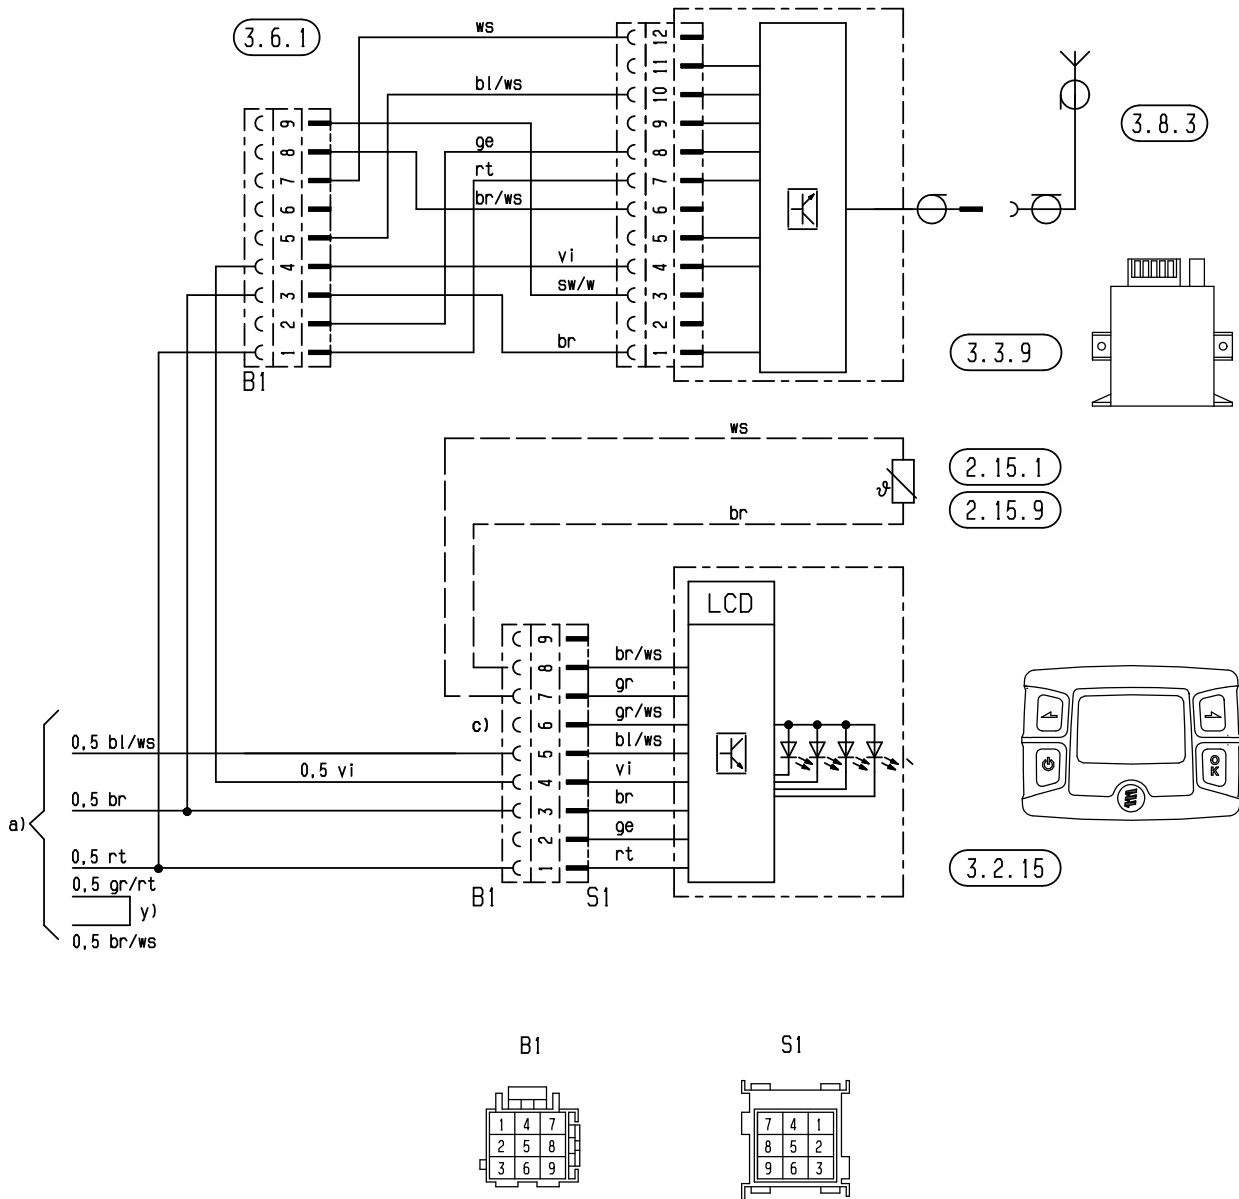 3.6.1
ws
12
11
bl/ws
10
9
9
3.8.3
8
ge
8
7
rt
7
6
br/ws
6
5
5
4
vi
4
3
sw/w
3
2
2
1
br
1
3.3.9
B1
ws
2.15.1
ϑ
br
2.15.9
LCD
9
8
br/ws
7
gr
c)
6
gr/ws
0,5 bl/ws
5
bl/ws
0,5 vi
4
vi
0,5 br
3
br
a)
2
ge
0,5 rt
1
rt
OK
3.2.15
0,5 gr/rt
y)
B1
S1
0,5 br/ws
B1
S1
1 4 7
2 5 8
3 6 9
7 4 1
8 5 2
9 6 3